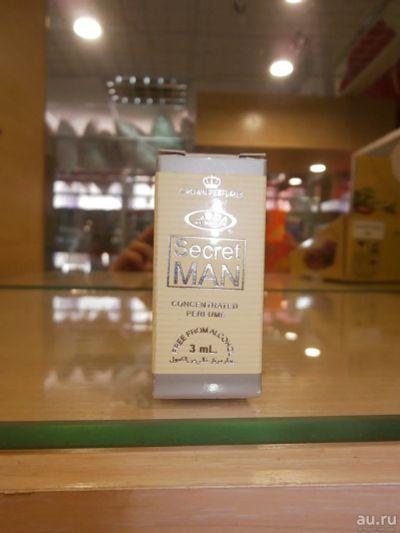 CROWN PERFUMES
®
Secret
MAN
CONCENTRATED
PERFUME
FREE FROM ALCOHOL
3 mL.
au.ru